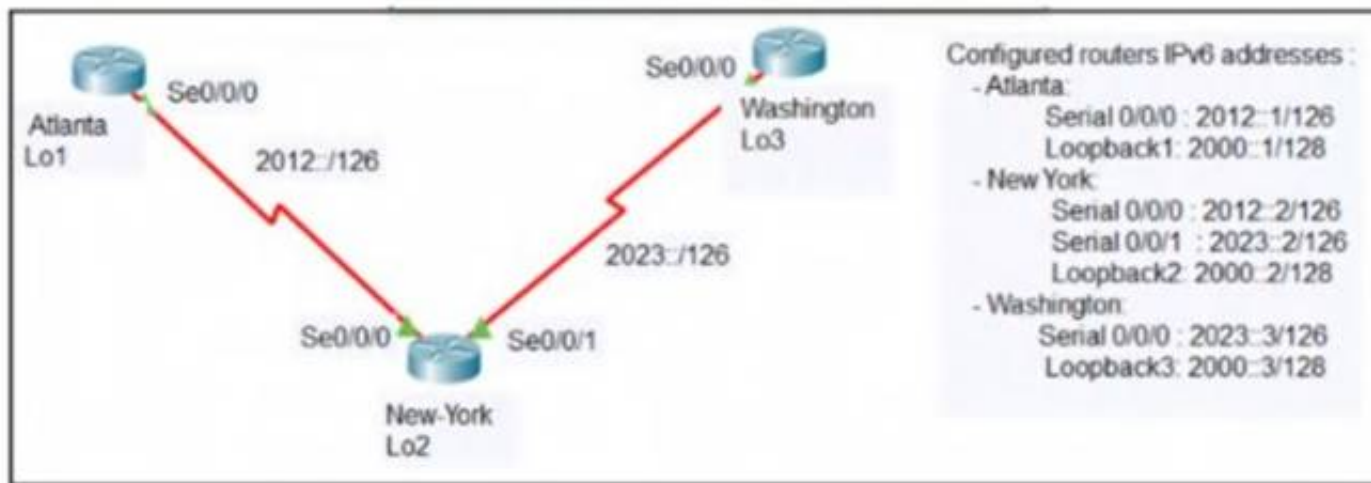 Se0/0/0
Atlanta
Lo1
2012::/126
Se0/0/0
Washington
Lo3
2023::/126
Se0/0/0
Se0/0/1
New-York
Lo2
Configured routers IPv6 addresses :
- Atlanta:
Serial 0/0/0 : 2012::1/126
Loopback1: 2000::1/128
- New York:
Serial 0/0/0 : 2012::2/126
Serial 0/0/1 : 2023::2/126
Loopback2: 2000::2/128
- Washington:
Serial 0/0/0 : 2023::3/126
Loopback3: 2000::3/128